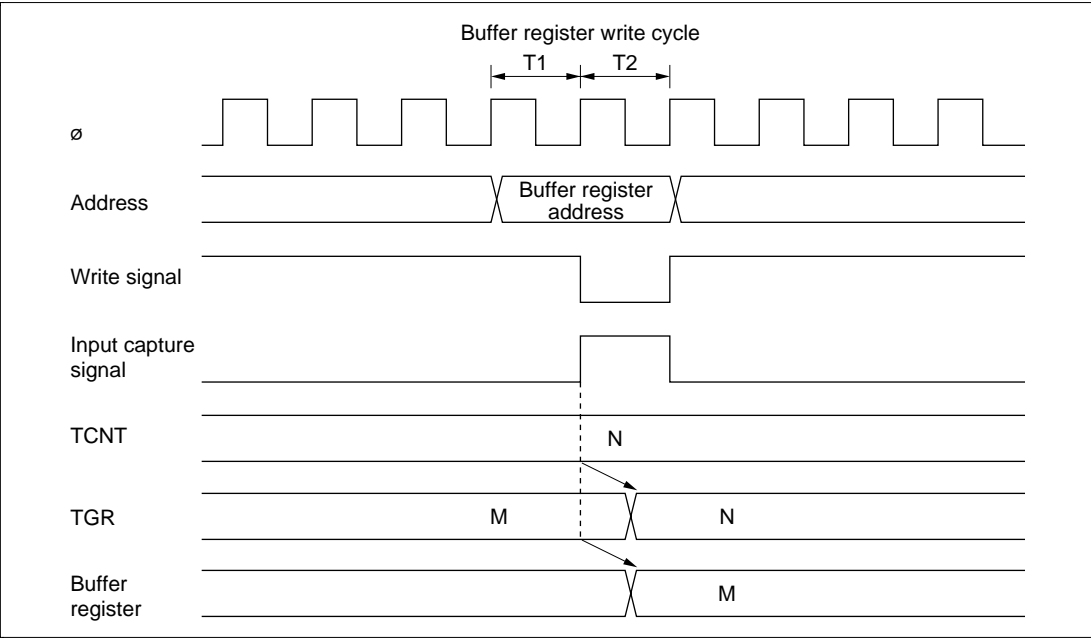 Buffer register write cycle
T1 T2
ø
Address
Buffer register
address
Write signal
Input capture
signal
TCNT
N
TGR
M N
Buffer
register
M